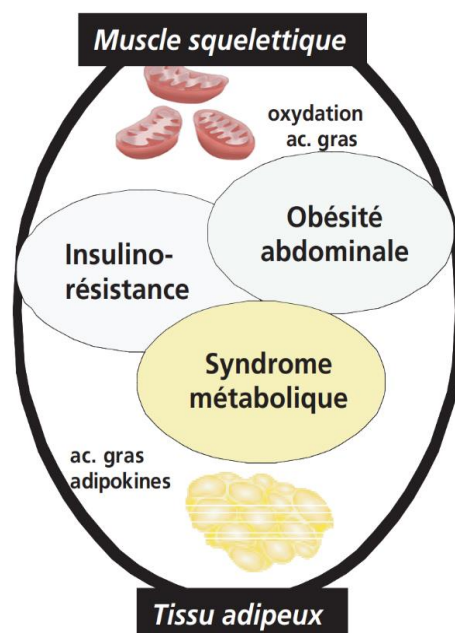 Muscle squelettique
oxydation
ac. gras
Obésité
abdominale
Insulino-
résistance
Syndrome
métabolique
ac. gras
adipokines
Tissu adipeux